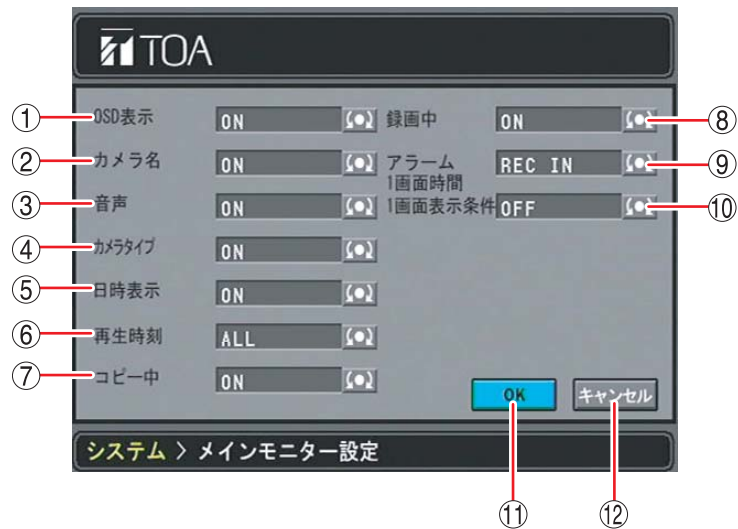 TOA
① OSD表示 ON
② カメラ名 ON
③ 音声 ON
④ カメラタイプ ON
⑤ 日時表示 ON
⑥ 再生時刻 ALL
⑦ コピー中 ON
録画中 ON ⑧
アラーム REC IN ⑨
1画面時間
1画面表示条件 OFF ⑩
OK キャンセル
システム > メインモニター設定
⑪ ⑫